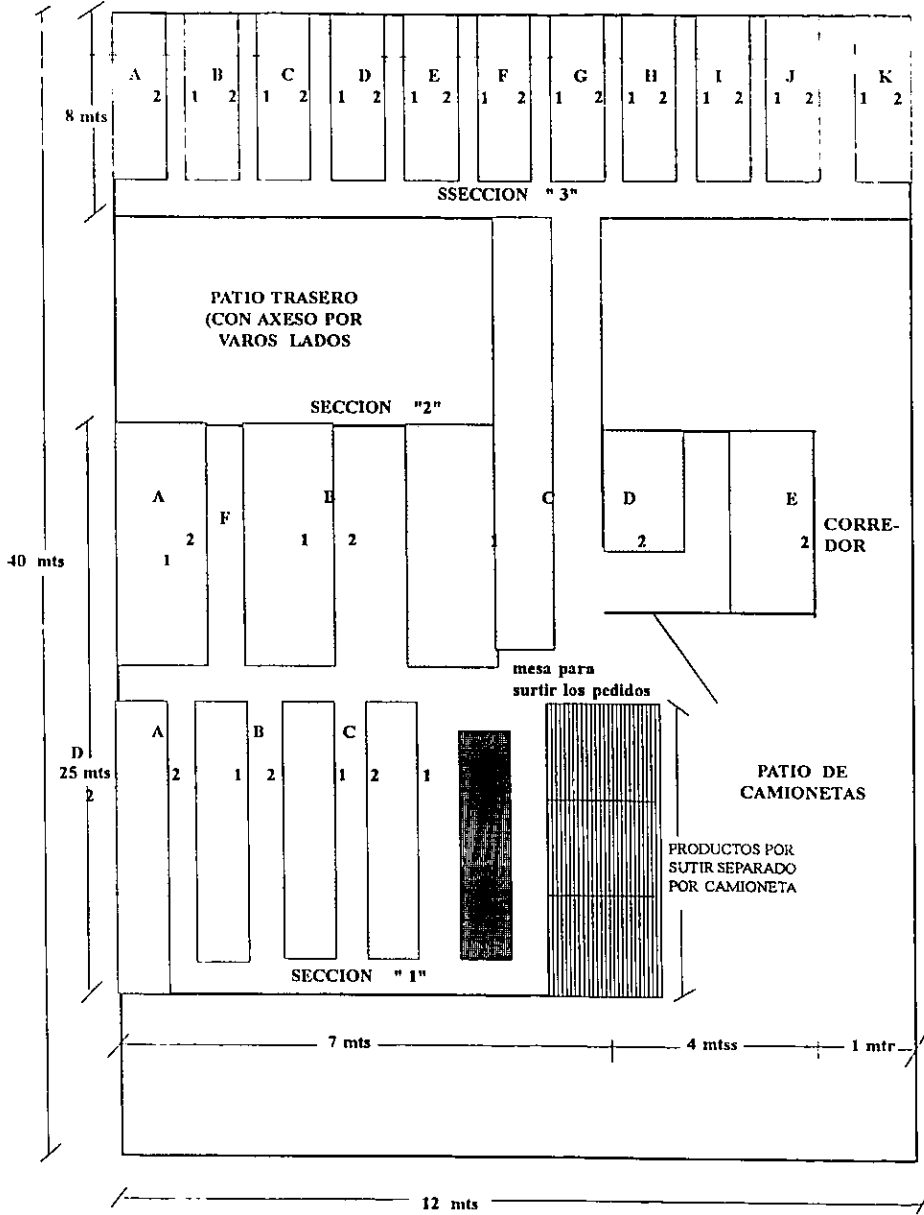 A B C D E F G H I J K
2 1 2 1 2 1 2 1 2 1 2 1 2 1 2 1 2 1 2 1 2
8 mts
SSECCION " 3"
PATIO TRASERO
(CON AXESO POR
VAROS LADOS
SECCION "2"
A F B C D E
2 1 2 1 2 2
1
CORRE-
DOR
40 mts
mesa para
surtir los pedidos
A B C
2 1 2 1 2 1
D
25 mts
2
PATIO DE
CAMIONETAS
PRODUCTOS POR
SUTIR SEPARADO
POR CAMIONETA
SECCION " 1"
7 mts 4 mtss 1 mtr
12 mts